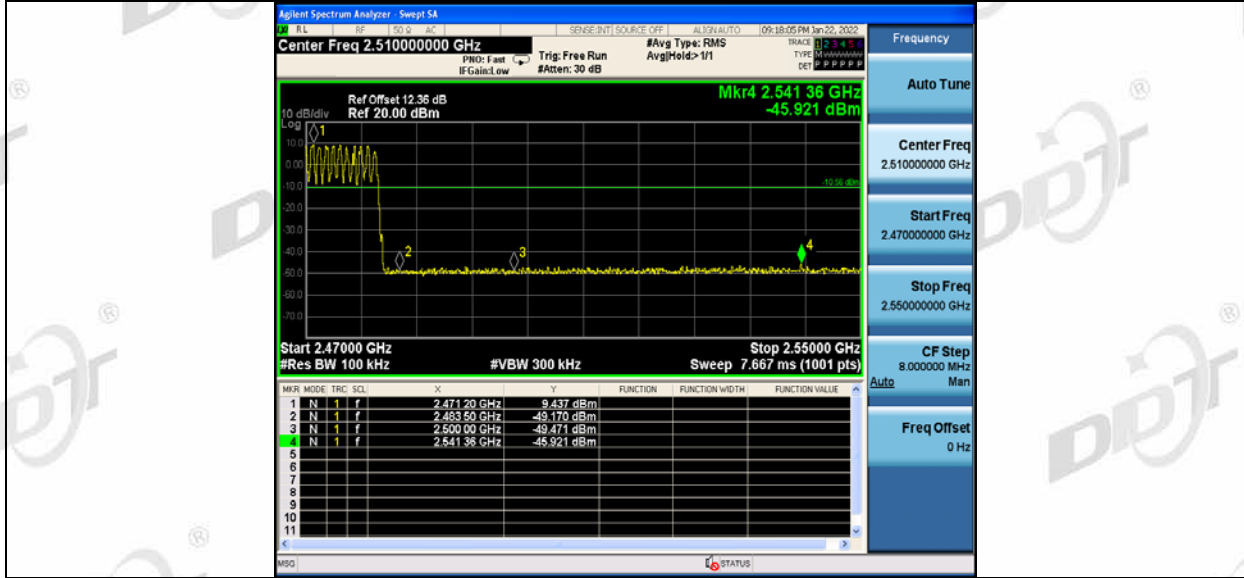 Agilent Spectrum Analyzer - Swept SA
RL RF 50 Ω AC SENSE:INT SOURCE OFF ALIGN AUTO 09:18:05 PM Jan 22, 2022
Center Freq 2.510000000 GHz
PNO: Fast
IFGain:Low
Trig: Free Run
#Atten: 30 dB
#Avg Type: RMS
Avg|Hold:>1/1
TRACE 1 2 3 4 5 6
TYPE M
DET P P P P P P
Mkr4 2.541 36 GHz
-45.921 dBm
Ref Offset 12.36 dB
10 dB/div Ref 20.00 dBm
Log
10.0
0.00
-10.0
-20.0
-30.0
-40.0
-50.0
-60.0
-70.0
1
2
3
4
-10.56 dBm
Start 2.47000 GHz Stop 2.55000 GHz
#Res BW 100 kHz #VBW 300 kHz Sweep 7.667 ms (1001 pts)
MKR MODE TRC SCL X Y FUNCTION FUNCTION WIDTH FUNCTION VALUE
1 N 1 f 2.471 20 GHz 9.437 dBm
2 N 1 f 2.483 50 GHz -49.170 dBm
3 N 1 f 2.500 00 GHz -49.471 dBm
4 N 1 f 2.541 36 GHz -45.921 dBm
5
6
7
8
9
10
11
MSG STATUS
Frequency
Auto Tune
Center Freq
2.510000000 GHz
Start Freq
2.470000000 GHz
Stop Freq
2.550000000 GHz
CF Step
8.000000 MHz
Auto Man
Freq Offset
0 Hz